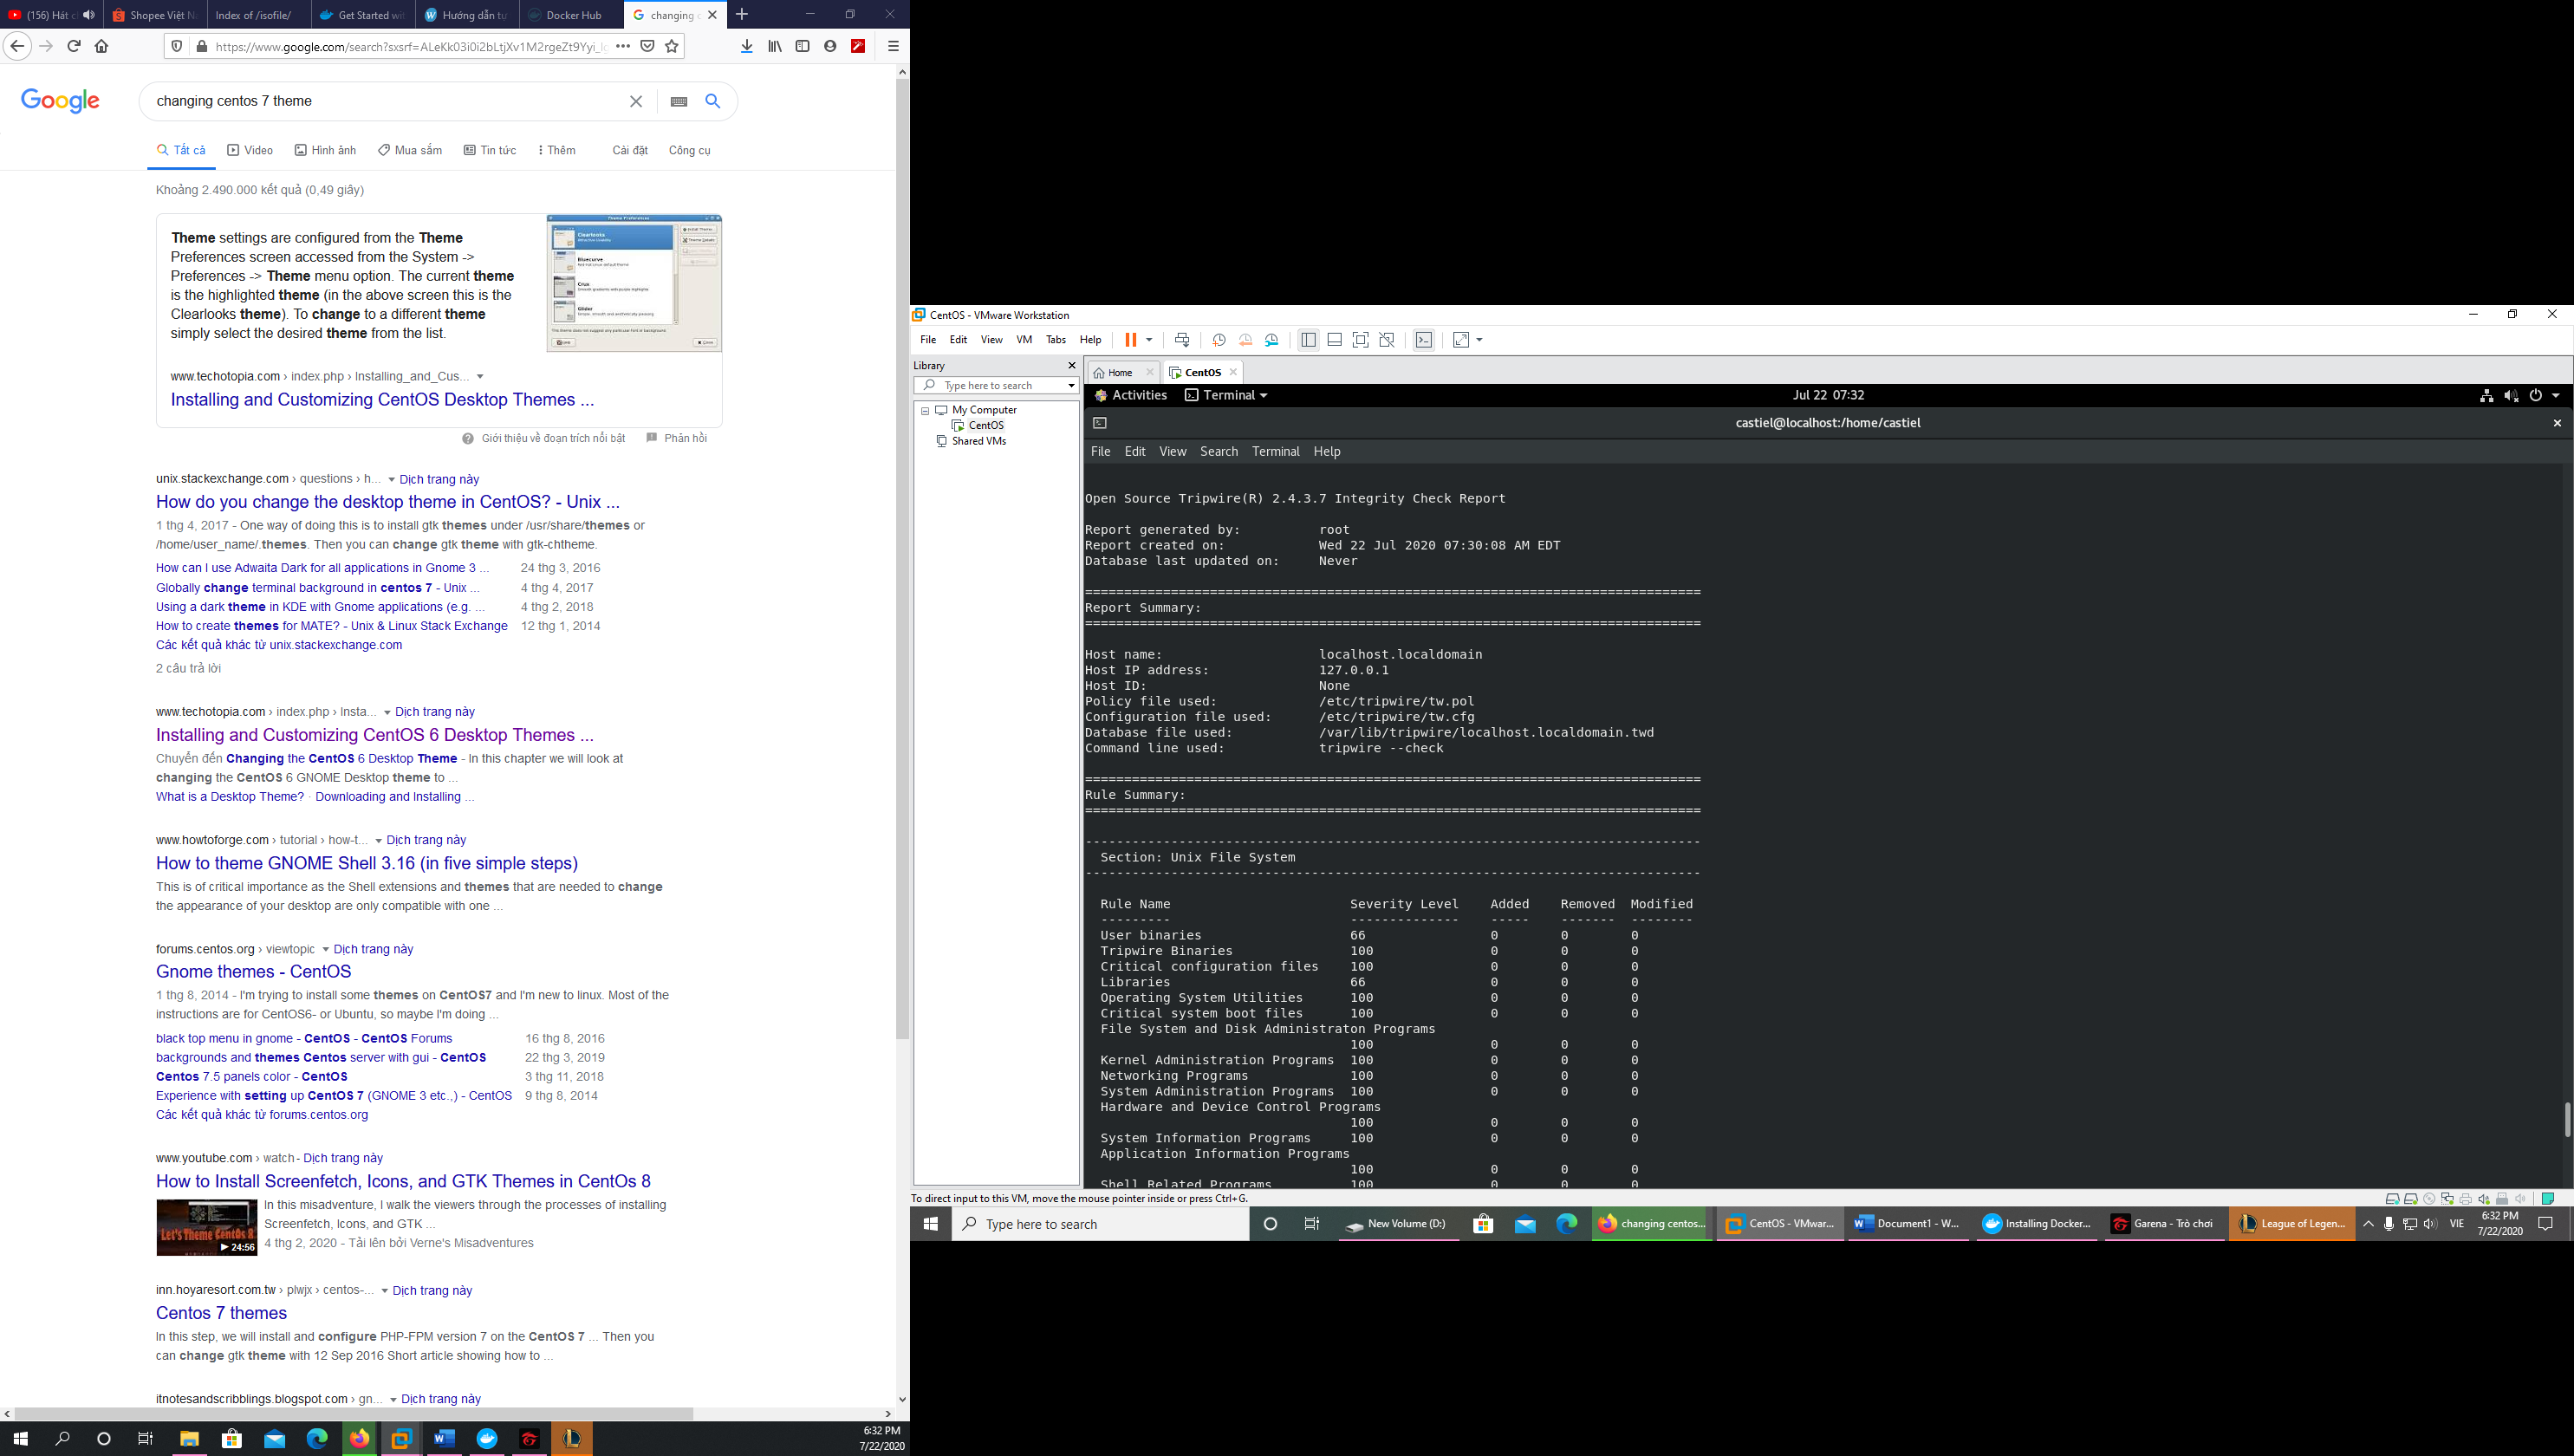 (156) Hát c
Shopee Việt N
Index of /isofile/
Get Started wi
Hướng dẫn tự
Docker Hub
changing c
https://www.google.com/search?sxsrf=ALeKk03i0i2bLtjXv1M2rgeZt9Yyi_Ig
Google
changing centos 7 theme
Tất cả Video Hình ảnh Mua sắm Tin tức Thêm Cài đặt Công cụ
Khoảng 2.490.000 kết quả (0,49 giây)
Theme settings are configured from the Theme
Preferences screen accessed from the System ->
Preferences -> Theme menu option. The current theme
is the highlighted theme (in the above screen this is the
Clearlooks theme). To change to a different theme
simply select the desired theme from the list.
Theme Preferences
Clearlooks
Bluecurve
Crux
Glider
www.techotopia.com › index.php › Installing_and_Cus...
Installing and Customizing CentOS Desktop Themes ...
Giới thiệu về đoạn trích nổi bật Phản hồi
unix.stackexchange.com › questions › h... Dịch trang này
How do you change the desktop theme in CentOS? - Unix ...
1 thg 4, 2017 - One way of doing this is to install gtk themes under /usr/share/themes or
/home/user_name/.themes. Then you can change gtk theme with gtk-chtheme.
How can I use Adwaita Dark for all applications in Gnome 3 ... 24 thg 3, 2016
Globally change terminal background in centos 7 - Unix ... 4 thg 4, 2017
Using a dark theme in KDE with Gnome applications (e.g. ... 4 thg 2, 2018
How to create themes for MATE? - Unix & Linux Stack Exchange 12 thg 1, 2014
Các kết quả khác từ unix.stackexchange.com
2 câu trả lời
www.techotopia.com › index.php › Insta... Dịch trang này
Installing and Customizing CentOS 6 Desktop Themes ...
Chuyển đến Changing the CentOS 6 Desktop Theme - In this chapter we will look at
changing the CentOS 6 GNOME Desktop theme to ...
What is a Desktop Theme? · Downloading and Installing ...
www.howtoforge.com › tutorial › how-t... Dịch trang này
How to theme GNOME Shell 3.16 (in five simple steps)
This is of critical importance as the Shell extensions and themes that are needed to change
the appearance of your desktop are only compatible with one ...
forums.centos.org › viewtopic Dịch trang này
Gnome themes - CentOS
1 thg 8, 2014 - I'm trying to install some themes on CentOS7 and I'm new to linux. Most of the
instructions are for CentOS6- or Ubuntu, so maybe I'm doing ...
black top menu in gnome - CentOS - CentOS Forums 16 thg 8, 2016
backgrounds and themes Centos server with gui - CentOS 22 thg 3, 2019
Centos 7.5 panels color - CentOS 3 thg 11, 2018
Experience with setting up CentOS 7 (GNOME 3 etc.,) - CentOS 9 thg 8, 2014
Các kết quả khác từ forums.centos.org
www.youtube.com › watch - Dịch trang này
How to Install Screenfetch, Icons, and GTK Themes in CentOs 8
Let's Theme CentOs 8
24:56
In this misadventure, I walk the viewers through the processes of installing
Screenfetch, Icons, and GTK ...
4 thg 2, 2020 - Tải lên bởi Verne's Misadventures
inn.hoyaresort.com.tw › plwjx › centos-... Dịch trang này
Centos 7 themes
In this step, we will install and configure PHP-FPM version 7 on the CentOS 7 ... Then you
can change gtk theme with 12 Sep 2016 Short article showing how to ...
itnotesandscribblings.blogspot.com › gn... Dịch trang này
6:32 PM
7/22/2020
CentOS - VMware Workstation
File Edit View VM Tabs Help
Library
Type here to search
My Computer
CentOS
Shared VMs
Home CentOS
Activities Terminal Jul 22 07:32
castiel@localhost:/home/castiel
File Edit View Search Terminal Help
Open Source Tripwire(R) 2.4.3.7 Integrity Check Report
Report generated by: root
Report created on: Wed 22 Jul 2020 07:30:08 AM EDT
Database last updated on: Never
===============================================================================
Report Summary:
===============================================================================
Host name: localhost.localdomain
Host IP address: 127.0.0.1
Host ID: None
Policy file used: /etc/tripwire/tw.pol
Configuration file used: /etc/tripwire/tw.cfg
Database file used: /var/lib/tripwire/localhost.localdomain.twd
Command line used: tripwire --check
===============================================================================
Rule Summary:
===============================================================================
-------------------------------------------------------------------------------
Section: Unix File System
-------------------------------------------------------------------------------
Rule Name Severity Level Added Removed Modified
--------- -------------- ----- ------- --------
User binaries 66 0 0 0
Tripwire Binaries 100 0 0 0
Critical configuration files 100 0 0 0
Libraries 66 0 0 0
Operating System Utilities 100 0 0 0
Critical system boot files 100 0 0 0
File System and Disk Administraton Programs
100 0 0 0
Kernel Administration Programs 100 0 0 0
Networking Programs 100 0 0 0
System Administration Programs 100 0 0 0
Hardware and Device Control Programs
100 0 0 0
System Information Programs 100 0 0 0
Application Information Programs
100 0 0 0
Shell Related Programs 100 0 0 0
To direct input to this VM, move the mouse pointer inside or press Ctrl+G.
Type here to search
New Volume (D:)
changing centos...
CentOS - VMwar...
Document1 - W...
Installing Docker...
Garena - Trò chơi
League of Legen...
VIE
6:32 PM
7/22/2020